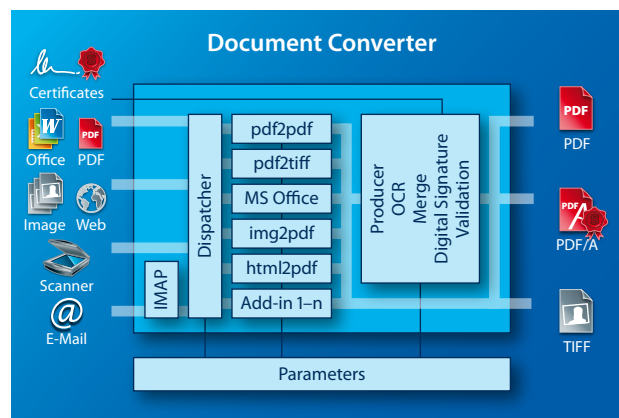 Document Converter
Certificates
W
PDF
Office
PDF
Image
Web
Scanner
@
E-Mail
IMAP
Dispatcher
pdf2pdf
pdf2tiff
MS Office
img2pdf
html2pdf
Add-in 1–n
Producer
OCR
Merge
Digital Signature
Validation
Parameters
PDF
PDF
PDF
A
PDF/A
TIFF